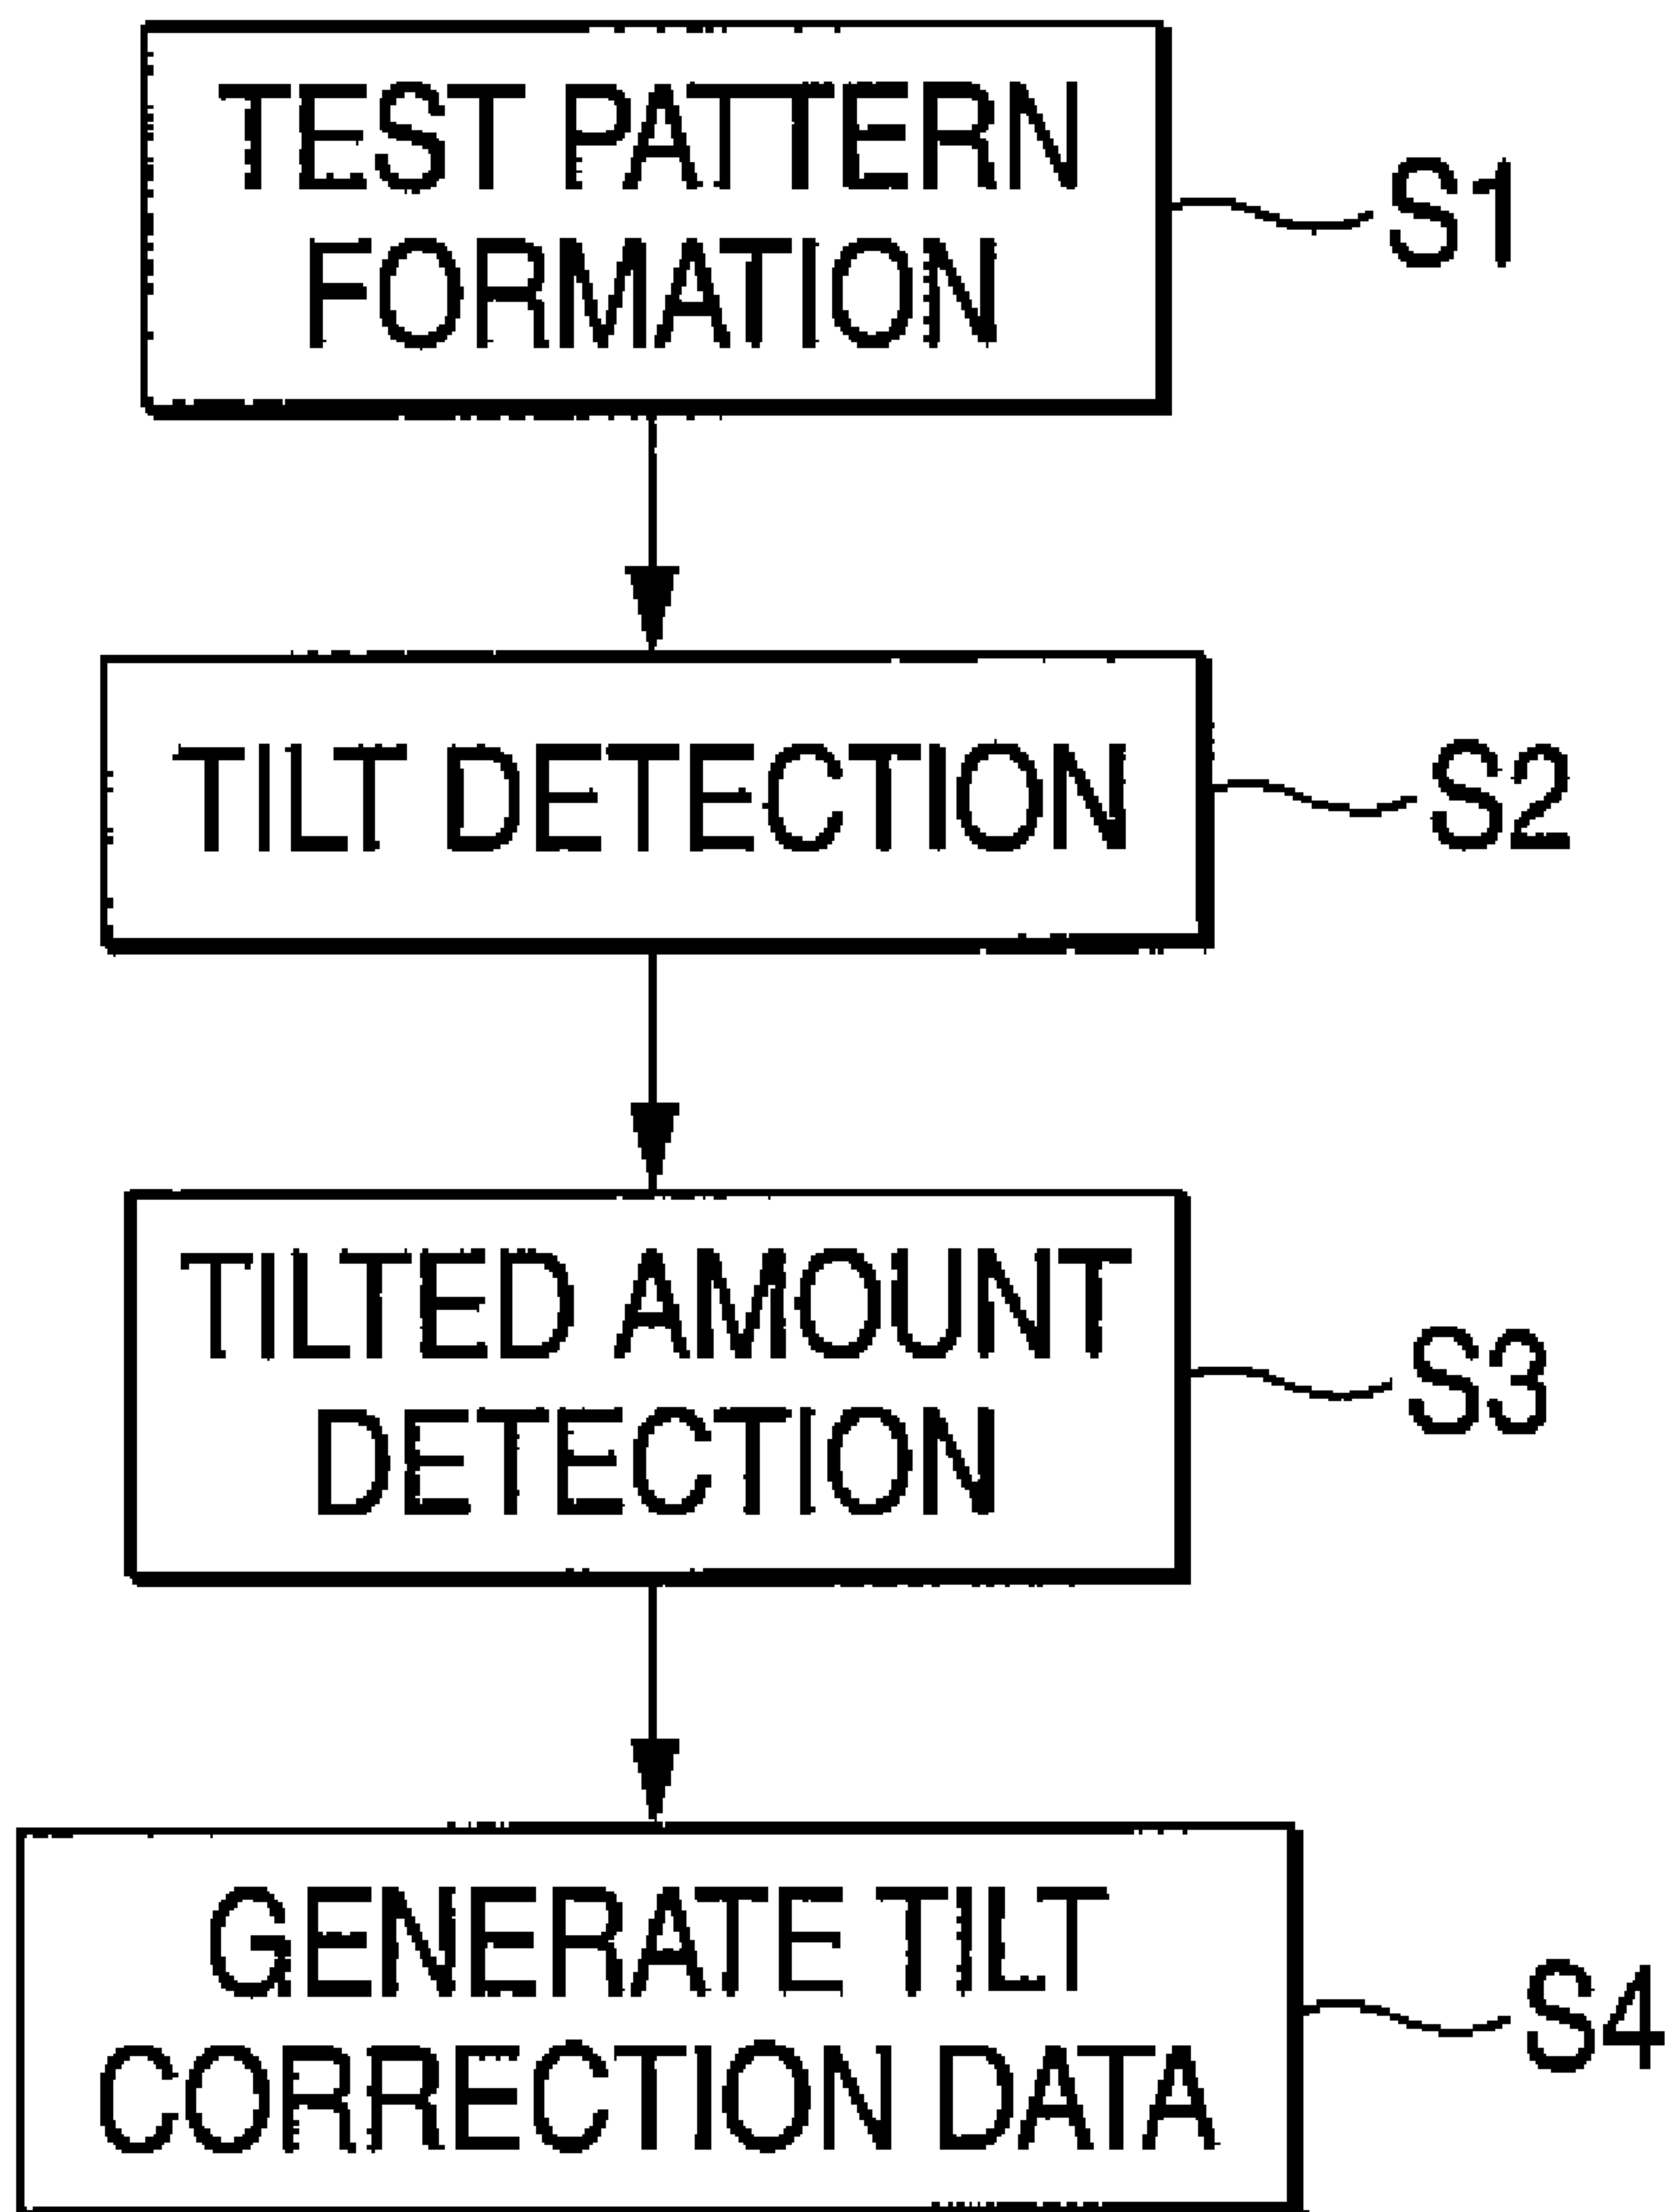 TEST PATTERN
FORMATION
S1
TILT DETECTION
S2
TILTED AMOUNT
DETECTION
S3
GENERATE TILT
CORRECTION DATA
S4